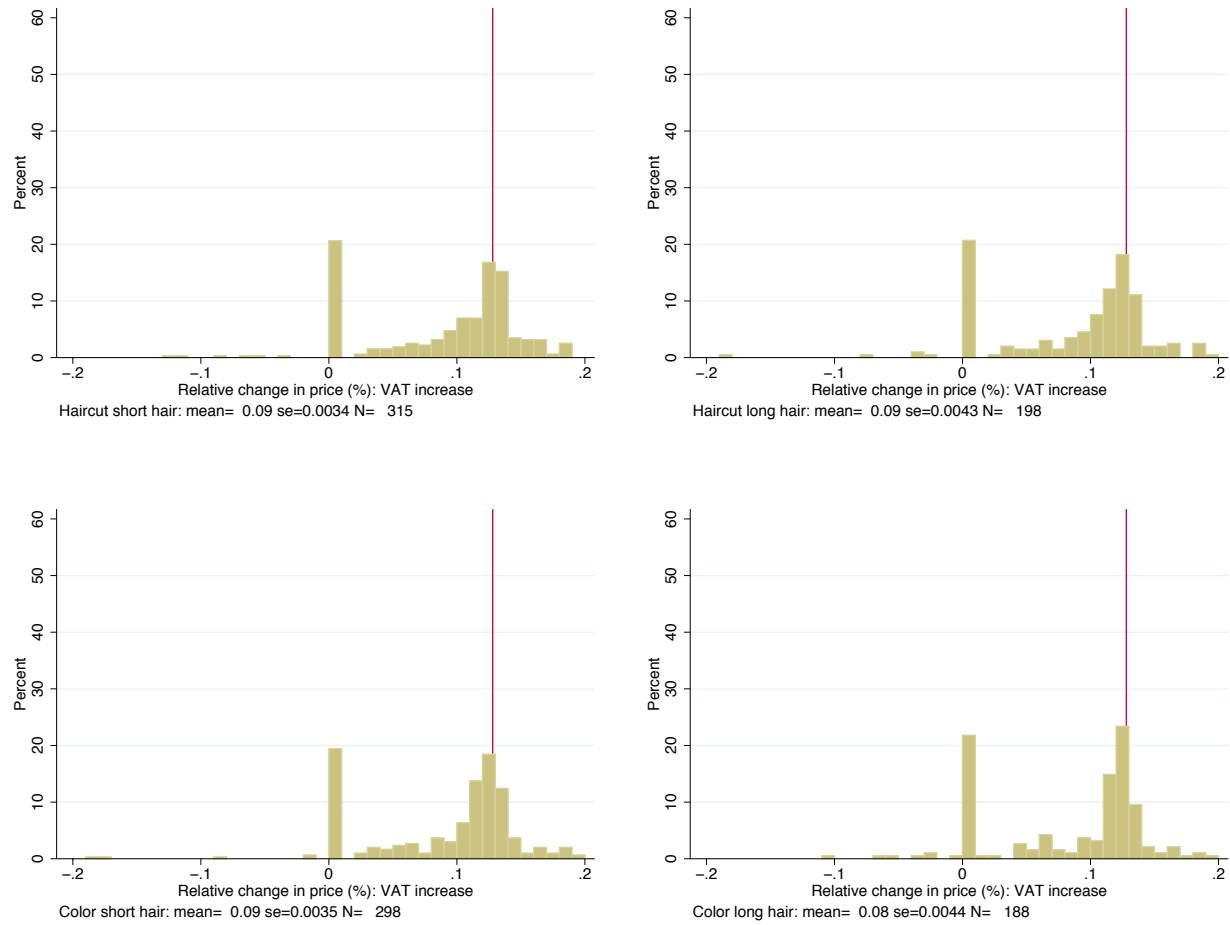 60
50
40
30
20
10
0
Percent
−.2 −.1 0 .1 .2
Relative change in price (%): VAT increase
Haircut short hair: mean= 0.09 se=0.0034 N= 315
60
50
40
30
20
10
0
Percent
−.2 −.1 0 .1 .2
Relative change in price (%): VAT increase
Haircut long hair: mean= 0.09 se=0.0043 N= 198
60
50
40
30
20
10
0
Percent
−.2 −.1 0 .1 .2
Relative change in price (%): VAT increase
Color short hair: mean= 0.09 se=0.0035 N= 298
60
50
40
30
20
10
0
Percent
−.2 −.1 0 .1 .2
Relative change in price (%): VAT increase
Color long hair: mean= 0.08 se=0.0044 N= 188